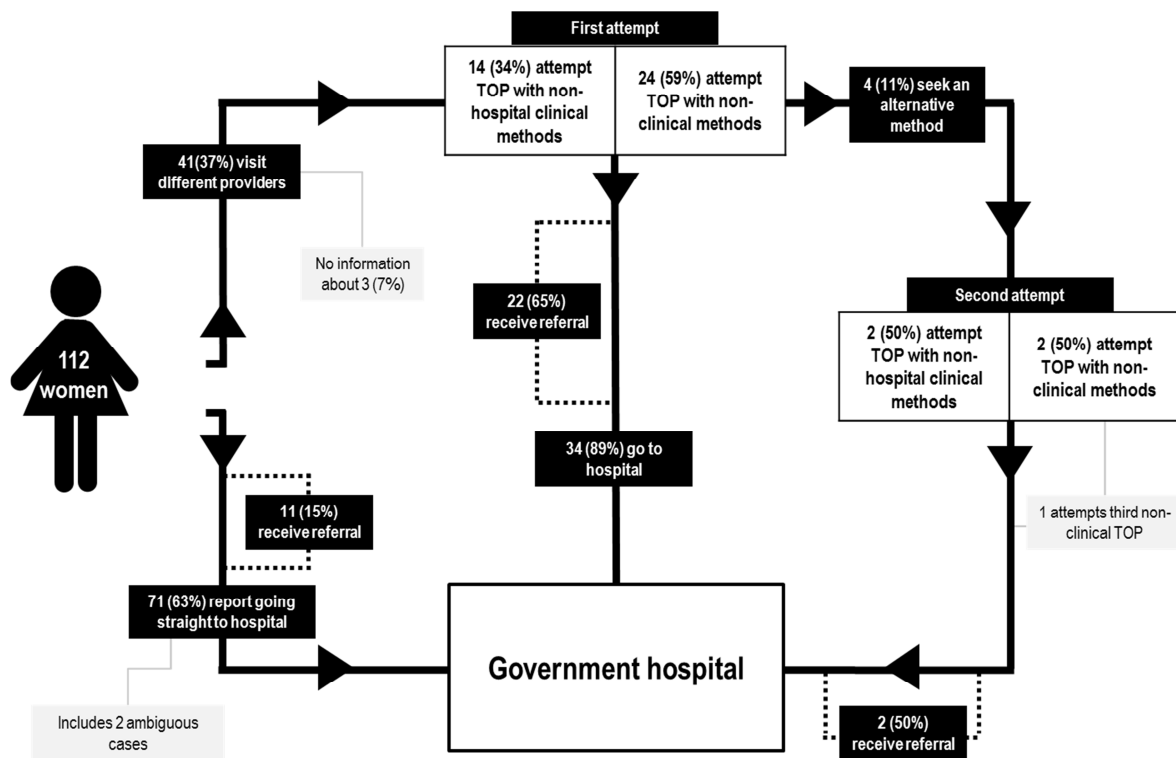 First attempt
14 (34%) attempt
TOP with non-
hospital clinical
methods
24 (59%) attempt
TOP with non-
clinical methods
4 (11%) seek an
alternative
method
41(37%) visit
different providers
No information
about 3 (7%)
22 (65%)
receive referral
Second attempt
2 (50%) attempt
TOP with non-
hospital clinical
methods
2 (50%) attempt
TOP with non-
clinical methods
112
women
34 (89%) go to
hospital
11 (15%)
receive referral
1 attempts third non-
clinical TOP
71 (63%) report going
straight to hospital
Government hospital
Includes 2 ambiguous
cases
2 (50%)
receive referral